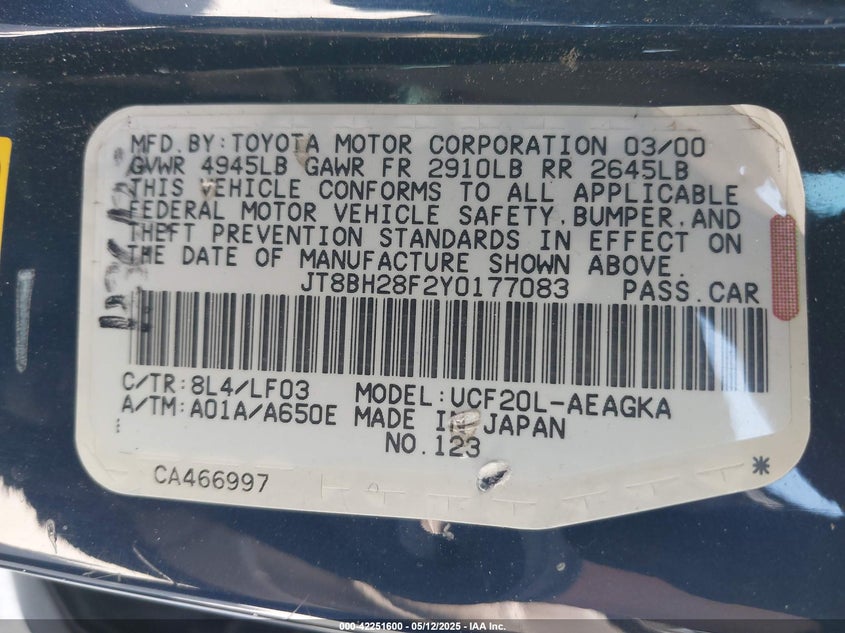 MFD.BY:TOYOTA MOTOR CORPORATION 03/00
GVWR 4945LB GAWR FR 2910LB RR 2645LB
THIS VEHICLE CONFORMS TO ALL APPLICABLE
FEDERAL MOTOR VEHICLE SAFETY,BUMPER,AND
THEFT PREVENTION STANDARDS IN EFFECT ON
THE DATE OF MANUFACTURE SHOWN ABOVE.
JT8BH28F2Y0177083 PASS.CAR
C/TR:8L4/LF03 MODEL:UCF20L-AEAGKA
A/TM:A01A/A650E MADE IN JAPAN
NO.123
CA466997 *
000-42251600 - 05/12/2025 - IAA Inc.